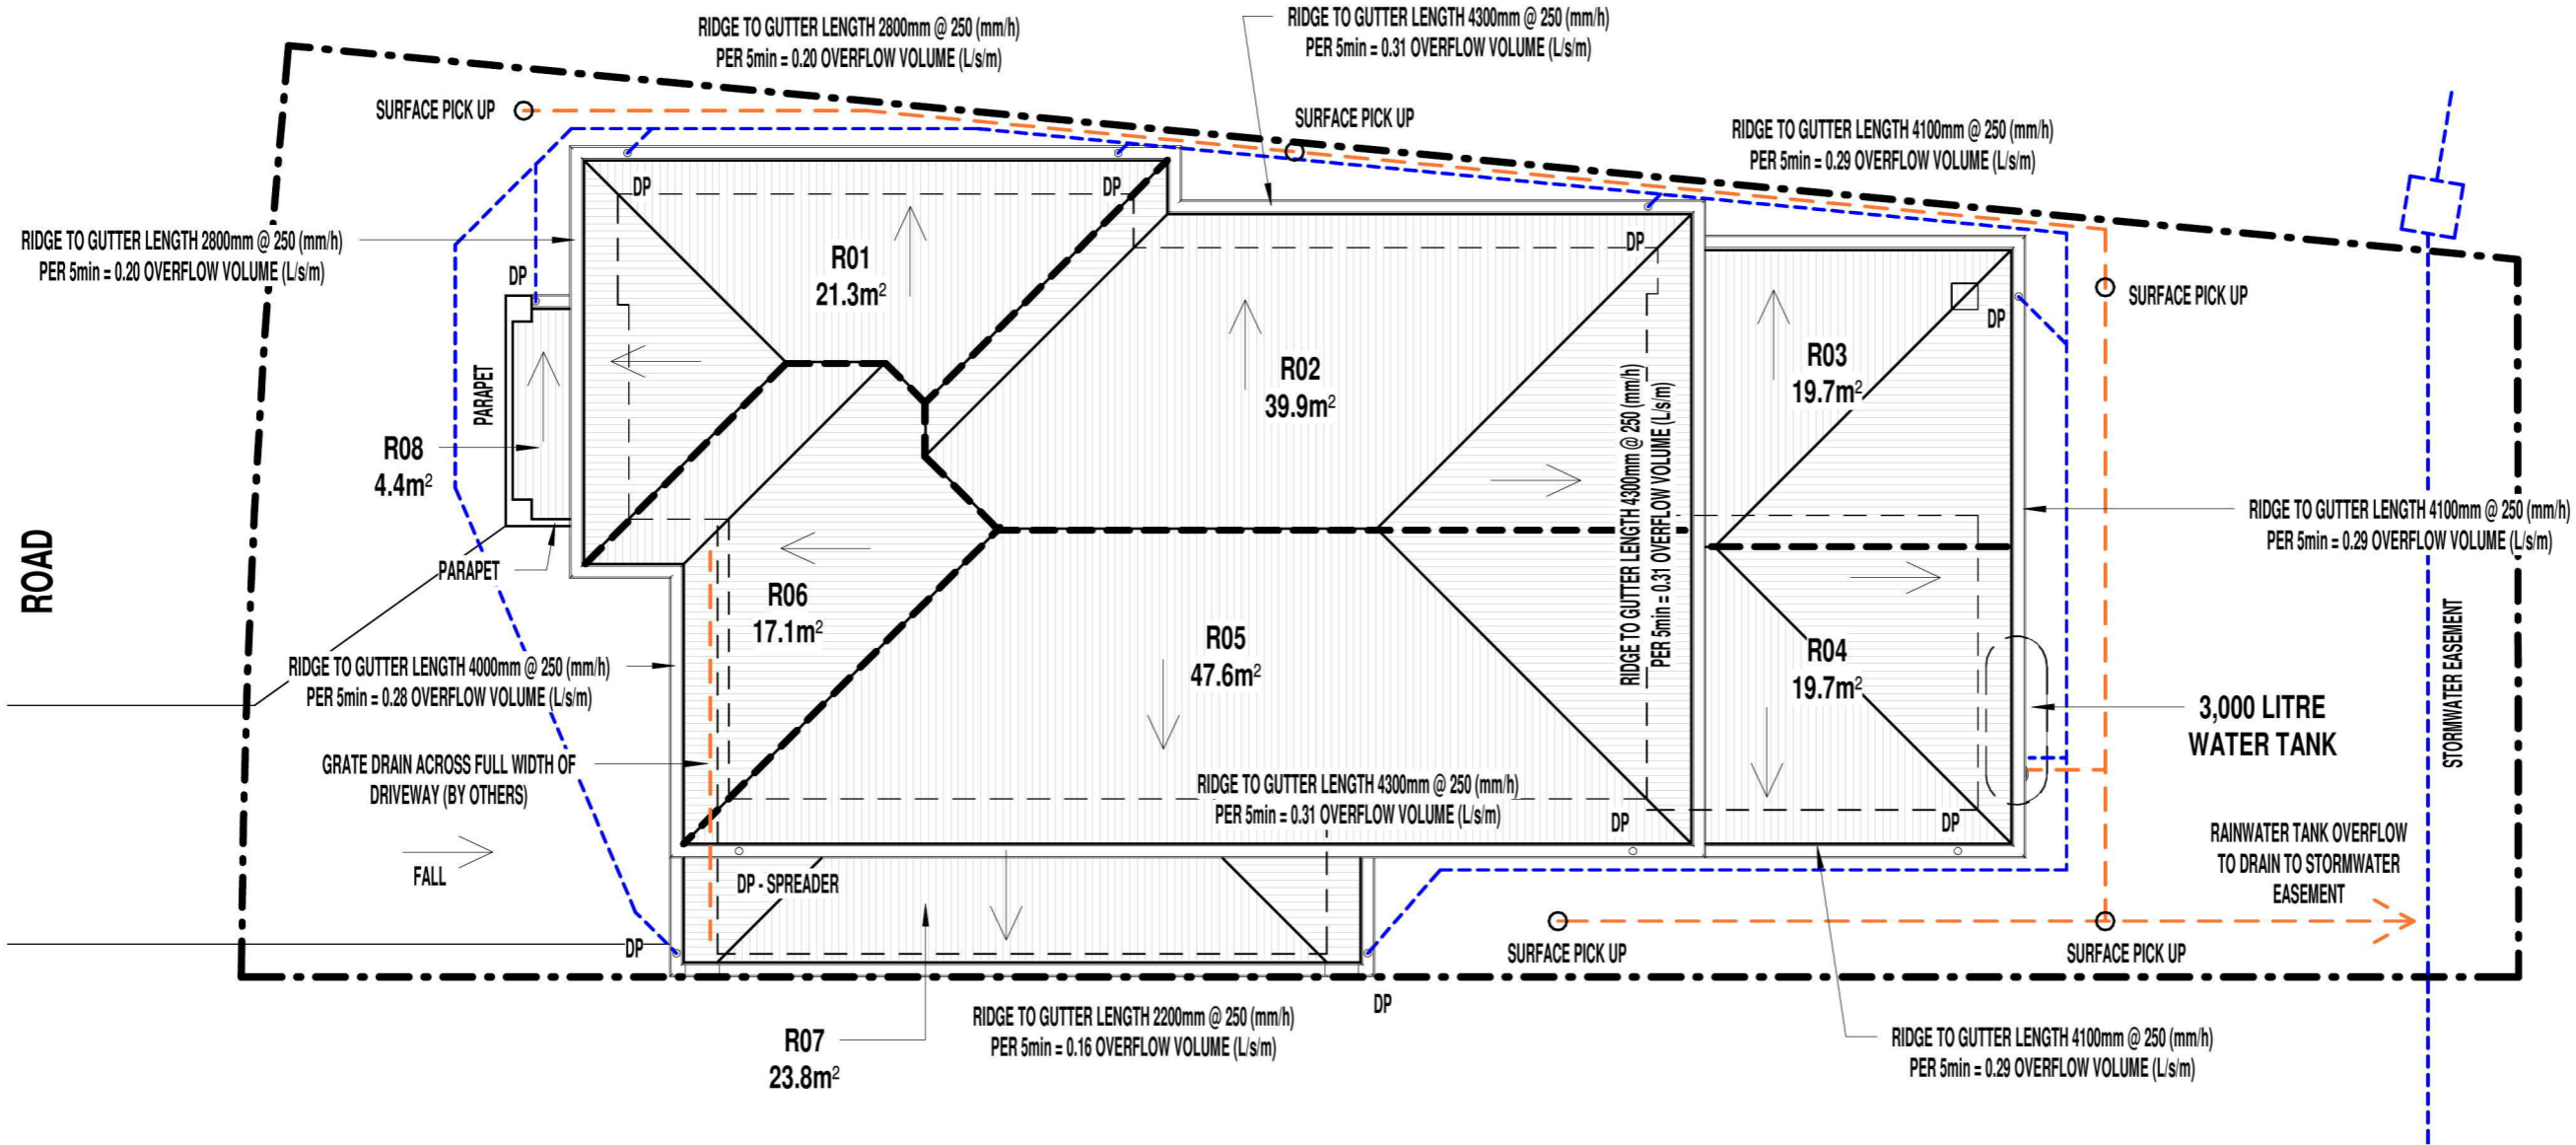 RIDGE TO GUTTER LENGTH 2800mm @ 250 (mm/h)
PER 5min = 0.20 OVERFLOW VOLUME (L/s/m)
RIDGE TO GUTTER LENGTH 4300mm @ 250 (mm/h)
PER 5min = 0.31 OVERFLOW VOLUME (L/s/m)
SURFACE PICK UP
SURFACE PICK UP
RIDGE TO GUTTER LENGTH 4100mm @ 250 (mm/h)
PER 5min = 0.29 OVERFLOW VOLUME (L/s/m)
DP
DP
DP
RIDGE TO GUTTER LENGTH 2800mm @ 250 (mm/h)
PER 5min = 0.20 OVERFLOW VOLUME (L/s/m)
DP
R01
21.3m²
SURFACE PICK UP
DP
R02
39.9m²
R03
19.7m²
PARAPET
R08
4.4m²
RIDGE TO GUTTER LENGTH 4300mm @ 250 (mm/h)
PER 5min = 0.31 OVERFLOW VOLUME (L/s/m)
RIDGE TO GUTTER LENGTH 4100mm @ 250 (mm/h)
PER 5min = 0.29 OVERFLOW VOLUME (L/s/m)
ROAD
PARAPET
R06
17.1m²
R05
47.6m²
R04
19.7m²
STORMWATER EASEMENT
RIDGE TO GUTTER LENGTH 4000mm @ 250 (mm/h)
PER 5min = 0.28 OVERFLOW VOLUME (L/s/m)
3,000 LITRE
WATER TANK
GRATE DRAIN ACROSS FULL WIDTH OF
DRIVEWAY (BY OTHERS)
RIDGE TO GUTTER LENGTH 4300mm @ 250 (mm/h)
PER 5min = 0.31 OVERFLOW VOLUME (L/s/m)
DP
DP
RAINWATER TANK OVERFLOW
TO DRAIN TO STORMWATER
EASEMENT
FALL
DP - SPREADER
DP
SURFACE PICK UP
SURFACE PICK UP
DP
R07
23.8m²
RIDGE TO GUTTER LENGTH 2200mm @ 250 (mm/h)
PER 5min = 0.16 OVERFLOW VOLUME (L/s/m)
RIDGE TO GUTTER LENGTH 4100mm @ 250 (mm/h)
PER 5min = 0.29 OVERFLOW VOLUME (L/s/m)